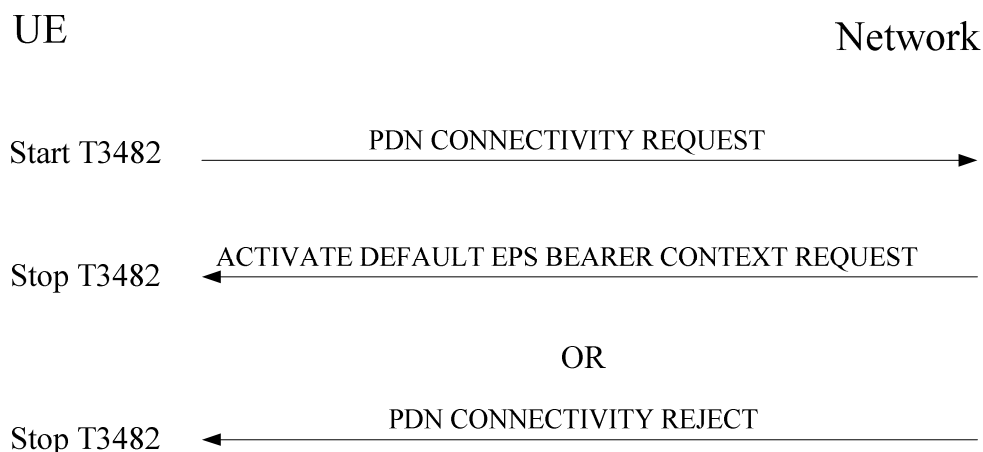 UE
Network
Start T3482
PDN CONNECTIVITY REQUEST
Stop T3482
ACTIVATE DEFAULT EPS BEARER CONTEXT REQUEST
OR
Stop T3482
PDN CONNECTIVITY REJECT